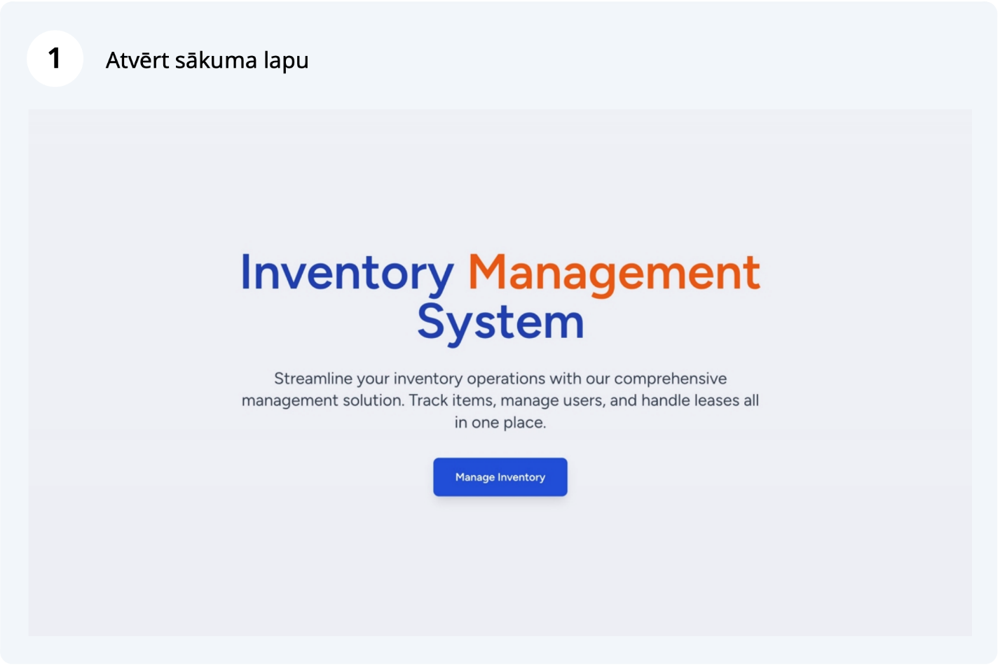 1
Atvērt sākuma lapu
Inventory Management
System
Streamline your inventory operations with our comprehensive
management solution. Track items, manage users, and handle leases all
in one place.
Manage Inventory